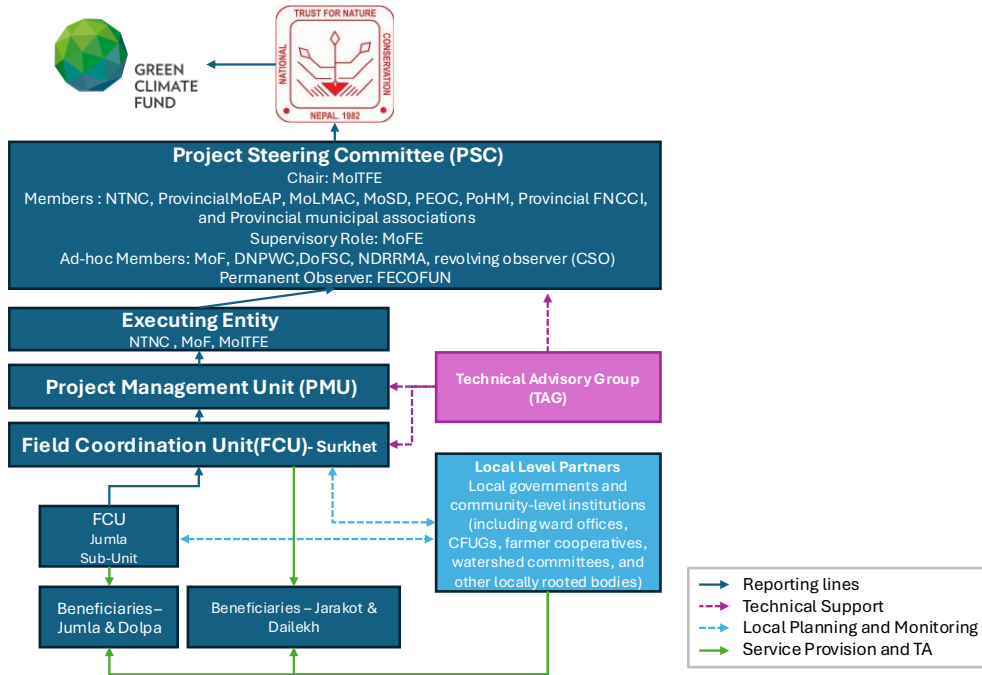 GREEN
CLIMATE
FUND
NATIONAL
TRUST FOR NATURE
CONSERVATION
NEPAL. 1982
Project Steering Committee (PSC)
Chair: MoITFE
Members : NTNC, ProvincialMoEAP, MoLMAC, MoSD, PEOC, PoHM, Provincial FNCCI,
and Provincial municipal associations
Supervisory Role: MoFE
Ad-hoc Members: MoF, DNPWC,DoFSC, NDRRMA, revolving observer (CSO)
Permanent Observer: FECOFUN
Executing Entity
NTNC , MoF, MoITFE
Project Management Unit (PMU)
Technical Advisory Group
(TAG)
Field Coordination Unit(FCU)- Surkhet
Local Level Partners
Local governments and
community-level institutions
(including ward offices,
CFUGs, farmer cooperatives,
watershed committees, and
other locally rooted bodies)
FCU
Jumla
Sub-Unit
Beneficiaries–
Jumla & Dolpa
Beneficiaries – Jarakot &
Dailekh
Reporting lines
Technical Support
Local Planning and Monitoring
Service Provision and TA